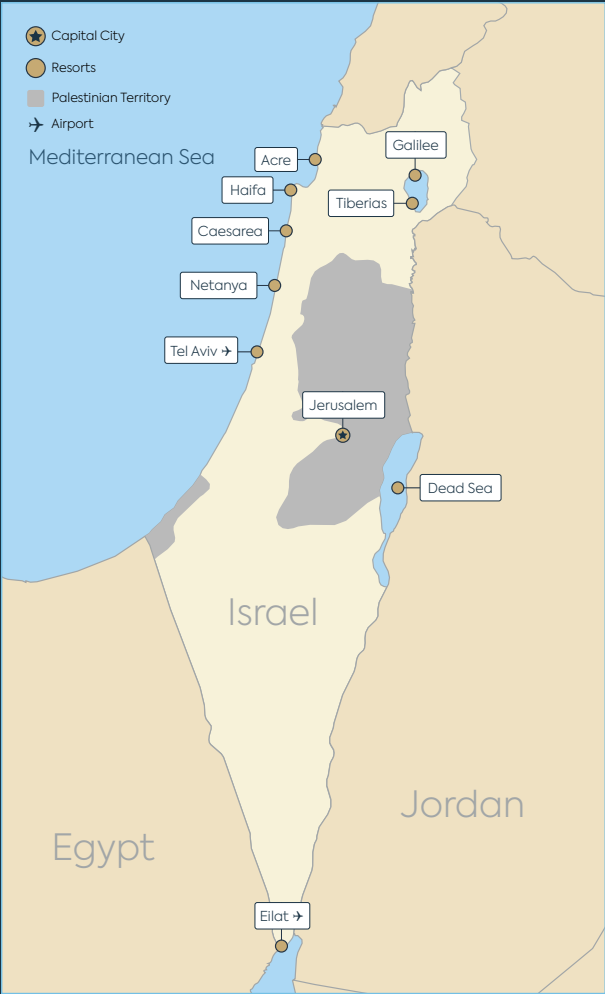 Capital City
Resorts
Palestinian Territory
Airport
Mediterranean Sea
Galilee
Acre
Haifa
Tiberias
Caesarea
Netanya
Tel Aviv
Jerusalem
Dead Sea
Israel
Jordan
Egypt
Eilat